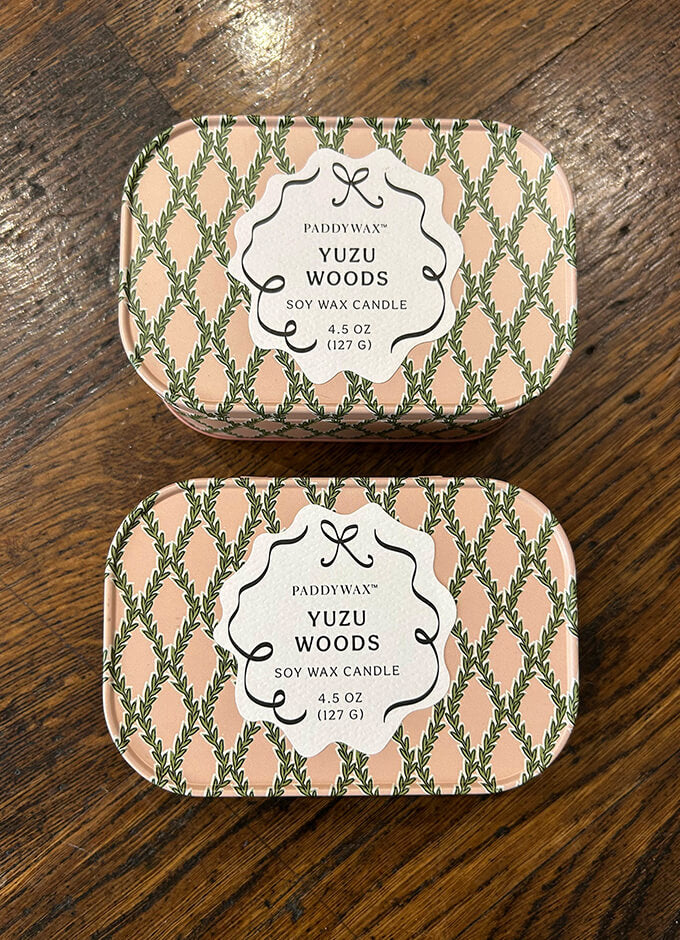 PADDYWAX™
YUZU
WOODS
SOY WAX CANDLE
4.5 OZ
(127 G)
PADDYWAX™
YUZU
WOODS
SOY WAX CANDLE
4.5 OZ
(127 G)